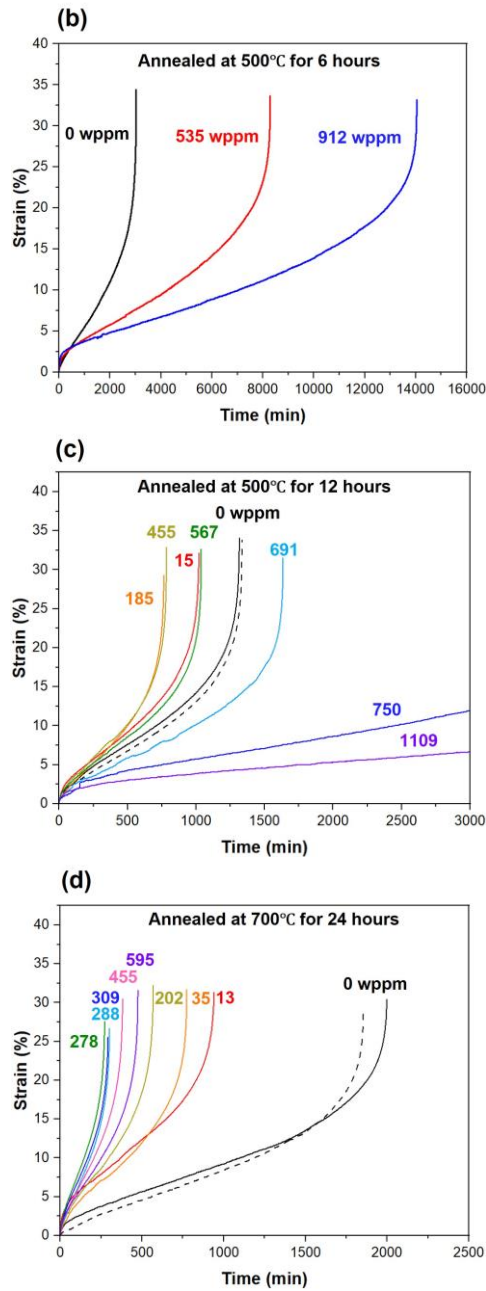 (b)
Annealed at 500℃ for 6 hours
40
35
30
25
20
15
10
5
0
Strain (%)
0 wppm
535 wppm
912 wppm
0 2000 4000 6000 8000 10000 12000 14000 16000
Time (min)
(c)
Annealed at 500℃ for 12 hours
0 wppm
40
35
30
25
20
15
10
5
0
Strain (%)
455
567
15
691
185
750
1109
0 500 1000 1500 2000 2500 3000
Time (min)
(d)
Annealed at 700℃ for 24 hours
40
35
30
25
20
15
10
5
0
Strain (%)
595
455
309
288
278
202
35
13
0 wppm
0 500 1000 1500 2000 2500
Time (min)